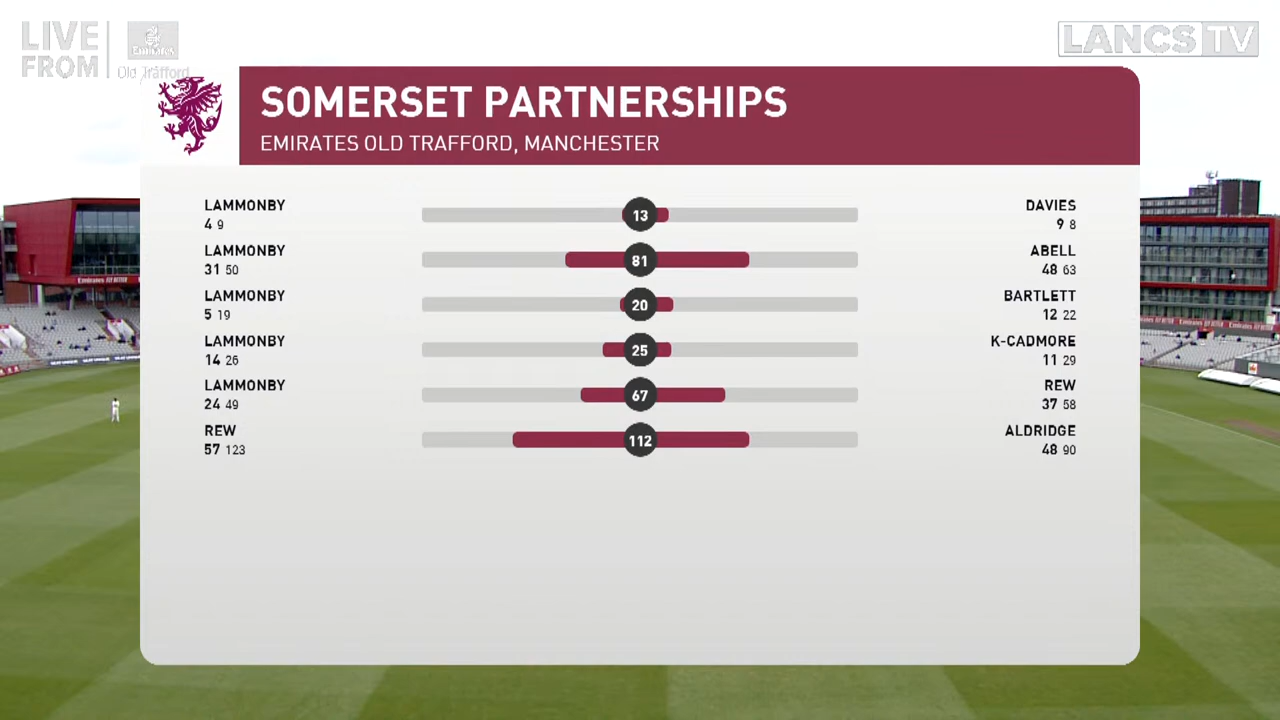 LIVE
FROM
Emirates
Old Trafford
LANCS TV
SOMERSET PARTNERSHIPS
EMIRATES OLD TRAFFORD, MANCHESTER
LAMMONBY 13 DAVIES
4 9 9 8
LAMMONBY 81 ABELL
31 50 48 63
LAMMONBY 20 BARTLETT
5 19 12 22
LAMMONBY 25 K-CADMORE
14 26 11 29
LAMMONBY 67 REW
24 49 37 58
REW 112 ALDRIDGE
57 123 48 90